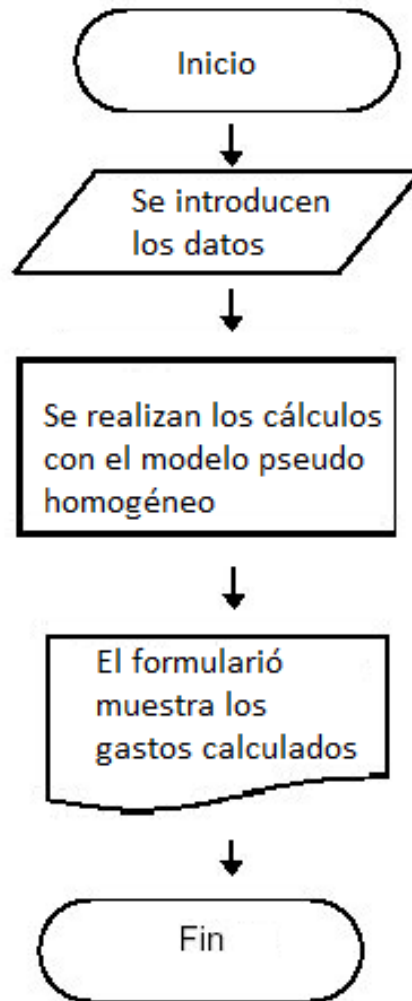 Inicio
Se introducen
los datos
Se realizan los cálculos
con el modelo pseudo
homogéneo
El formularió
muestra los
gastos calculados
Fin